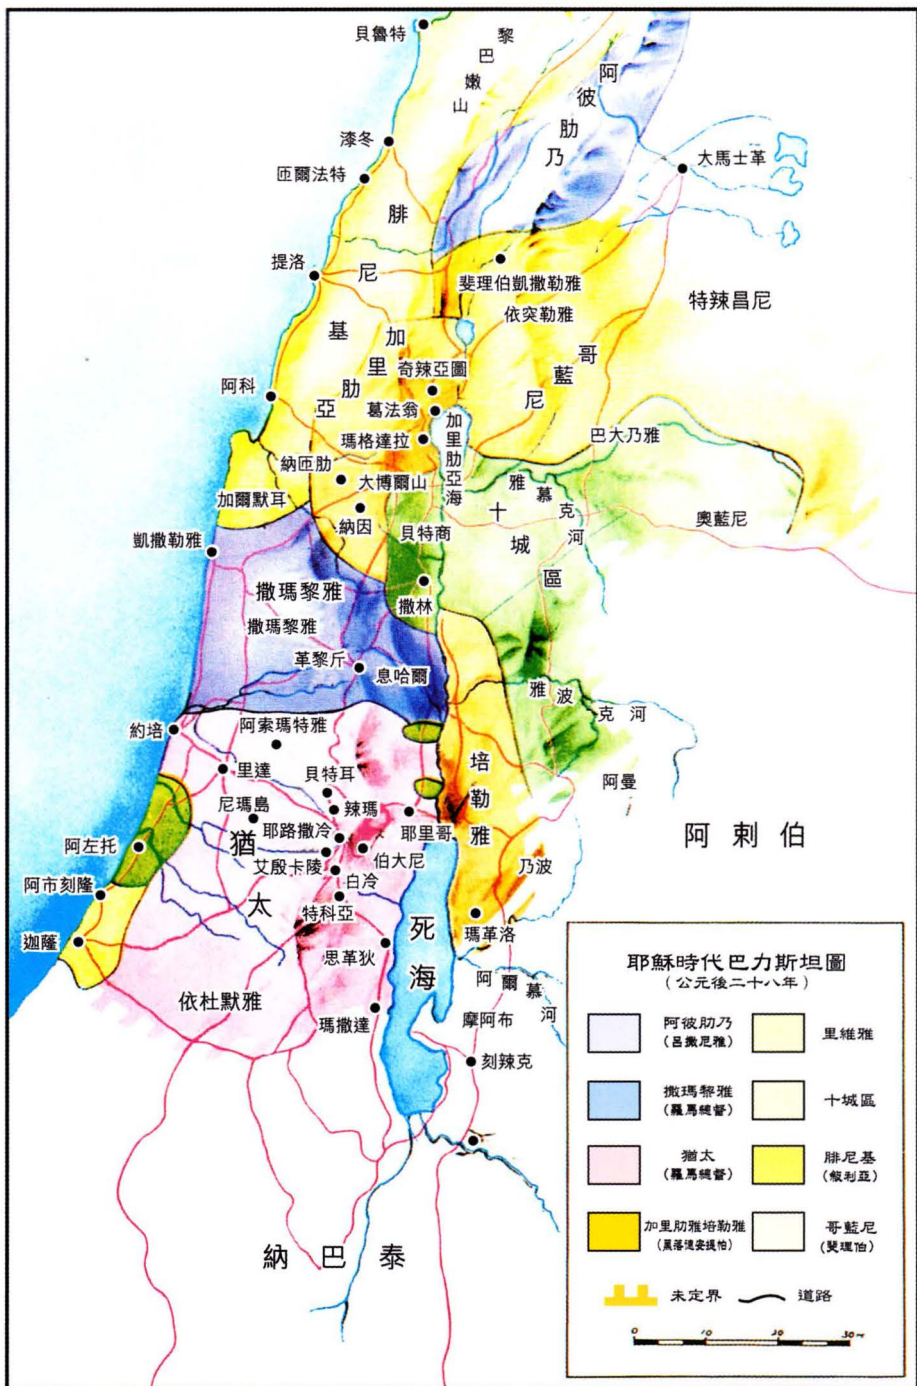 貝魯特
黎巴嫩山
阿彼肋乃
漆冬
大馬士革
匝爾法特
腓尼基
提洛
斐理伯凱撒勒雅
特辣昌尼
依突勒雅
加里肋亞
哥藍尼
奇辣亞圖
阿科
葛法翁
加里肋亞海
瑪格達拉
巴大乃雅
納匝肋
大博爾山
雅慕克河
加爾默耳
納因
貝特商
十城區
奧藍尼
凱撒勒雅
撒瑪黎雅
撒林
撒瑪黎雅
革黎斤
息哈爾
雅波克河
約培
阿索瑪特雅
里達
貝特耳
培勒雅
阿曼
尼瑪島
辣瑪
耶路撒冷
耶里哥
阿剌伯
阿左托
猶太
艾殷卡陵
伯大尼
乃波
白冷
阿市刻隆
特科亞
死海
瑪革洛
迦薩
思革狄
阿爾慕河
依杜默雅
瑪撒達
摩阿布
刻辣克
納巴泰
耶穌時代巴力斯坦圖
(公元後二十八年)
阿彼肋乃
(呂撒尼雅)
里維雅
撒瑪黎雅
(羅馬總督)
十城區
猶太
(羅馬總督)
腓尼基
(敍利亞)
加里肋雅培勒雅
(黑落德安提怕)
哥藍尼
(斐理伯)
未定界
道路
0 10 20 30